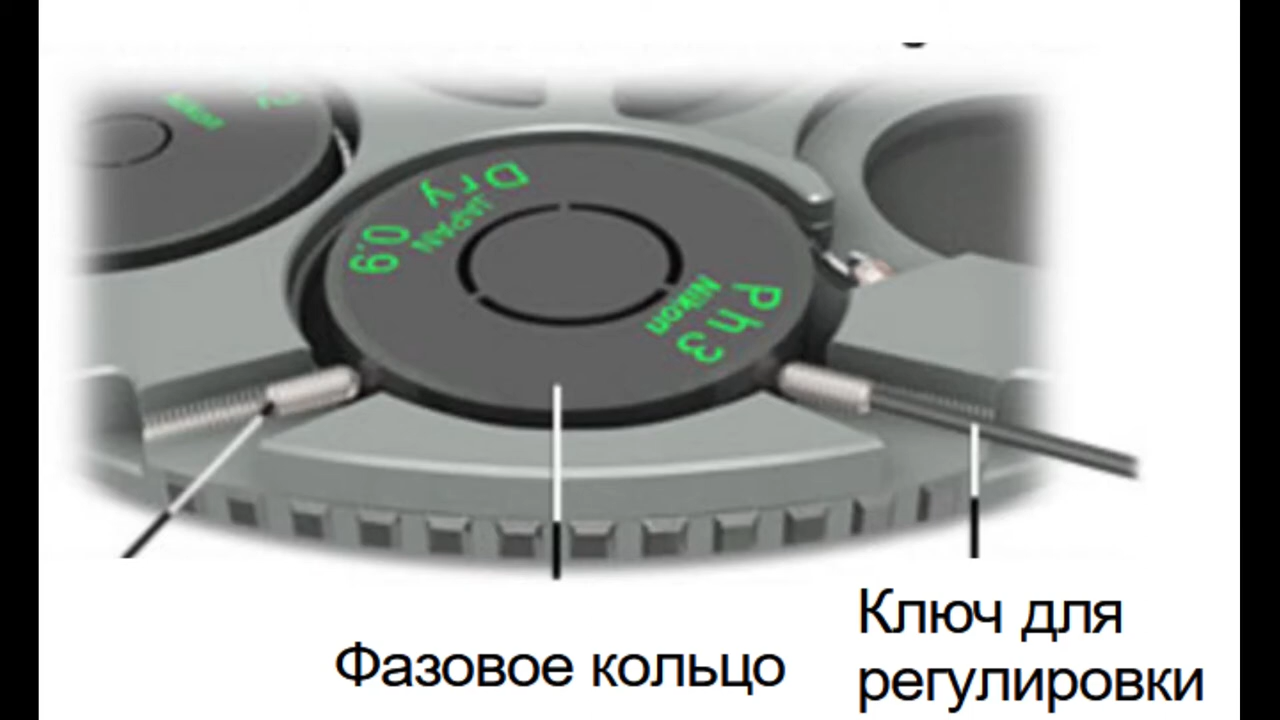 Dry
0.9
JAPAN
Nikon
Ph3
Фазовое кольцо
Ключ для
регулировки